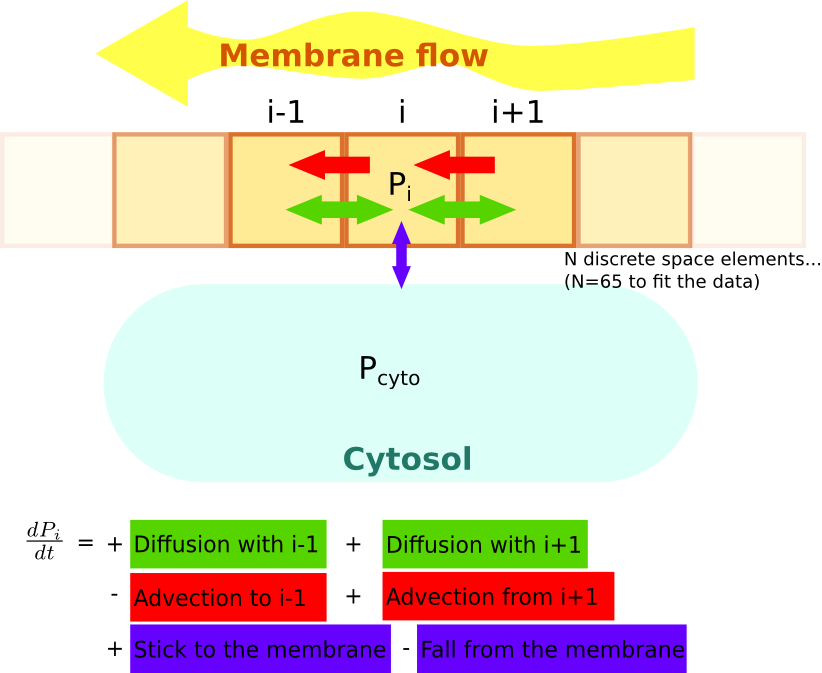 Membrane flow
i-1 i i+1
P_i
N discrete space elements...
(N=65 to fit the data)
P_cyto
Cytosol
dP_i/dt = + Diffusion with i-1 + Diffusion with i+1
- Advection to i-1 + Advection from i+1
+ Stick to the membrane - Fall from the membrane